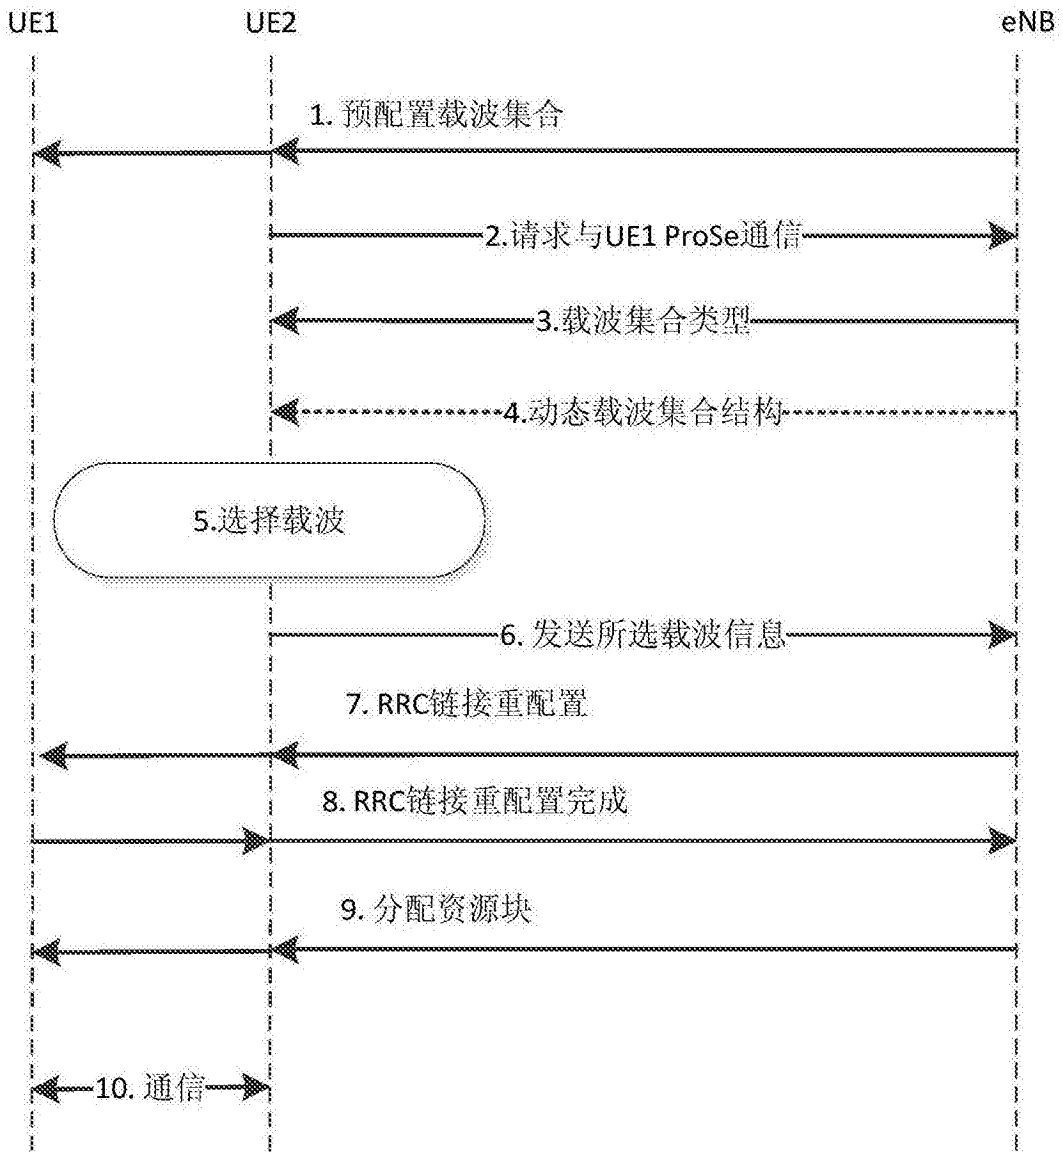 UE1 UE2 eNB
1. 预配置载波集合
2.请求与UE1 ProSe通信
3.载波集合类型
4.动态载波集合结构
5.选择载波
6. 发送所选载波信息
7. RRC链接重配置
8. RRC链接重配置完成
9. 分配资源块
10. 通信